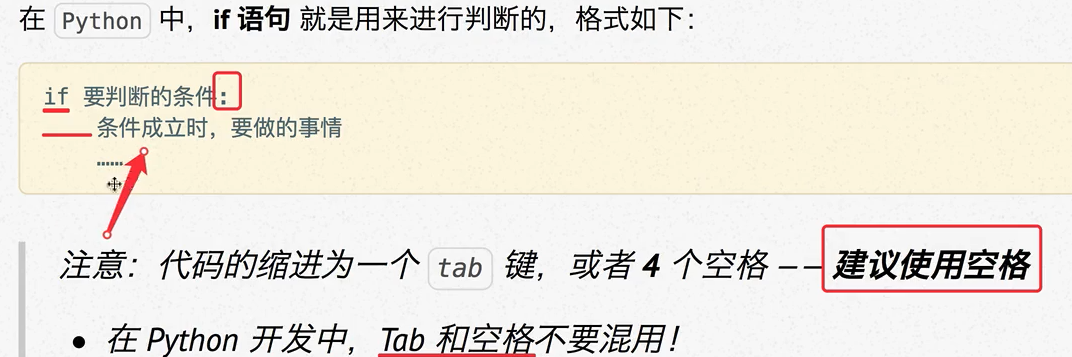 在 Python 中，if 语句 就是用来进行判断的，格式如下：
if 要判断的条件:
条件成立时，要做的事情
……
注意：代码的缩进为一个 tab 键，或者 4 个空格 —— 建议使用空格
• 在 Python 开发中，Tab 和空格不要混用！